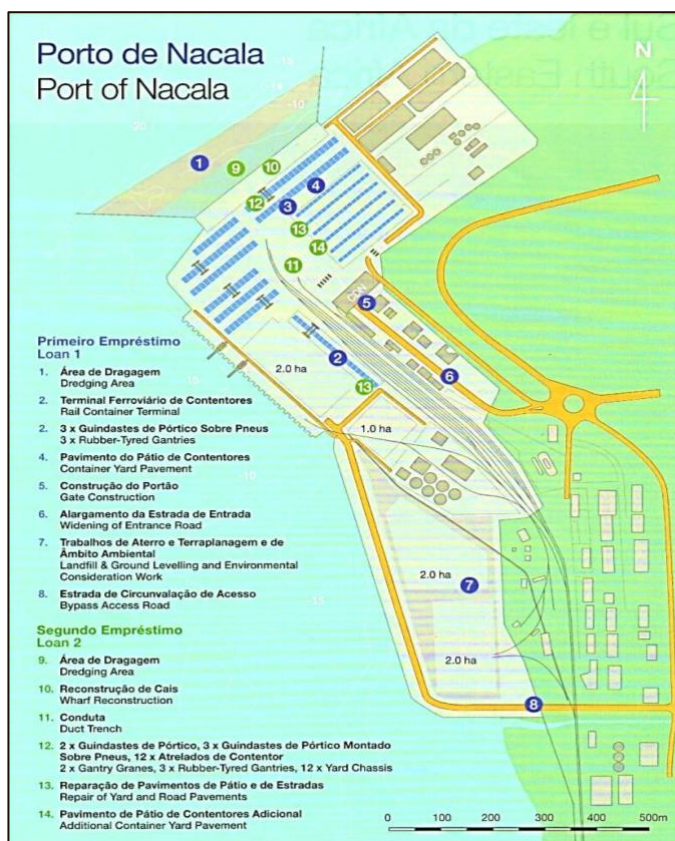 Porto de Nacala
Port of Nacala
N
-10
-20
1
9
10
4
12
3
13
14
11
CDN
5
2
2.0 ha
6
13
1.0 ha
-10
2.0 ha
7
-15
2.0 ha
8
Primeiro Empréstimo
Loan 1
1. Área de Dragagem
Dredging Area
2. Terminal Ferroviário de Contentores
Rail Container Terminal
2. 3 x Guindastes de Pórtico Sobre Pneus
3 x Rubber-Tyred Gantries
4. Pavimento do Pátio de Contentores
Container Yard Pavement
5. Construção do Portão
Gate Construction
6. Alargamento da Estrada de Entrada
Widening of Entrance Road
7. Trabalhos de Aterro e Terraplanagem e de
Âmbito Ambiental
Landfill & Ground Levelling and Environmental
Consideration Work
8. Estrada de Circunvalação de Acesso
Bypass Access Road
Segundo Empréstimo
Loan 2
9. Área de Dragagem
Dredging Area
10. Reconstrução de Cais
Wharf Reconstruction
11. Conduta
Duct Trench
12. 2 x Guindastes de Pórtico, 3 x Guindastes de Pórtico Montado
Sobre Pneus, 12 x Atrelados de Contentor
2 x Gantry Granes, 3 x Rubber-Tyred Gantries, 12 x Yard Chassis
13. Reparação de Pavimentos de Pátio e de Estradas
Repair of Yard and Road Pavements
14. Pavimento de Pátio de Contentores Adicional
Additional Container Yard Pavement
0 100 200 300 400 500m